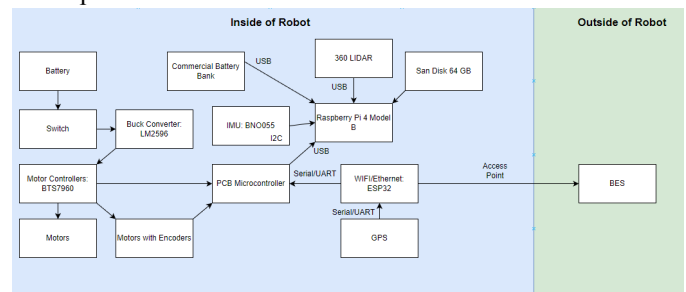 Inside of Robot
Outside of Robot
Battery
Commercial Battery
Bank
USB
360 LIDAR
USB
San Disk 64 GB
Switch
Buck Converter:
LM2596
IMU: BNO055
I2C
Raspberry Pi 4 Model
B
USB
Motor Controllers:
BTS7960
PCB Microcontroller
Serial/UART
WIFI/Ethernet:
ESP32
Access
Point
BES
Serial/UART
Motors
Motors with Encoders
GPS